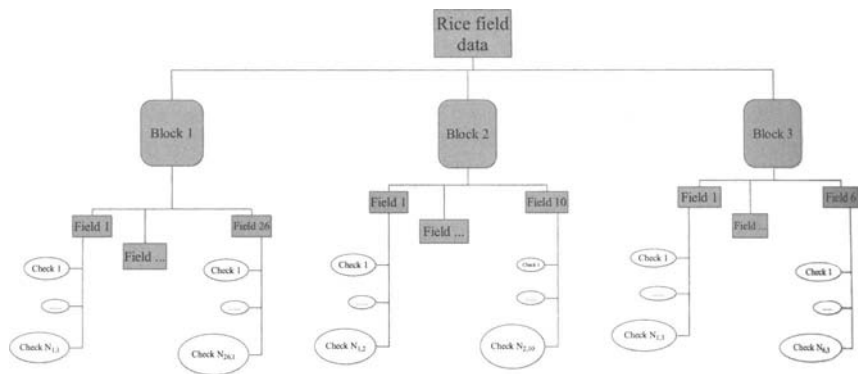 Rice field
data
Block 1
Block 2
Block 3
Field 1
Field ...
Field 26
Field 1
Field ...
Field 10
Field 1
Field ...
Field 6
Check 1
......
Check N1,1
Check 1
......
Check N26,1
Check 1
......
Check N1,2
Check 1
......
Check N2,10
Check 1
......
Check N1,3
Check 1
......
Check N6,3